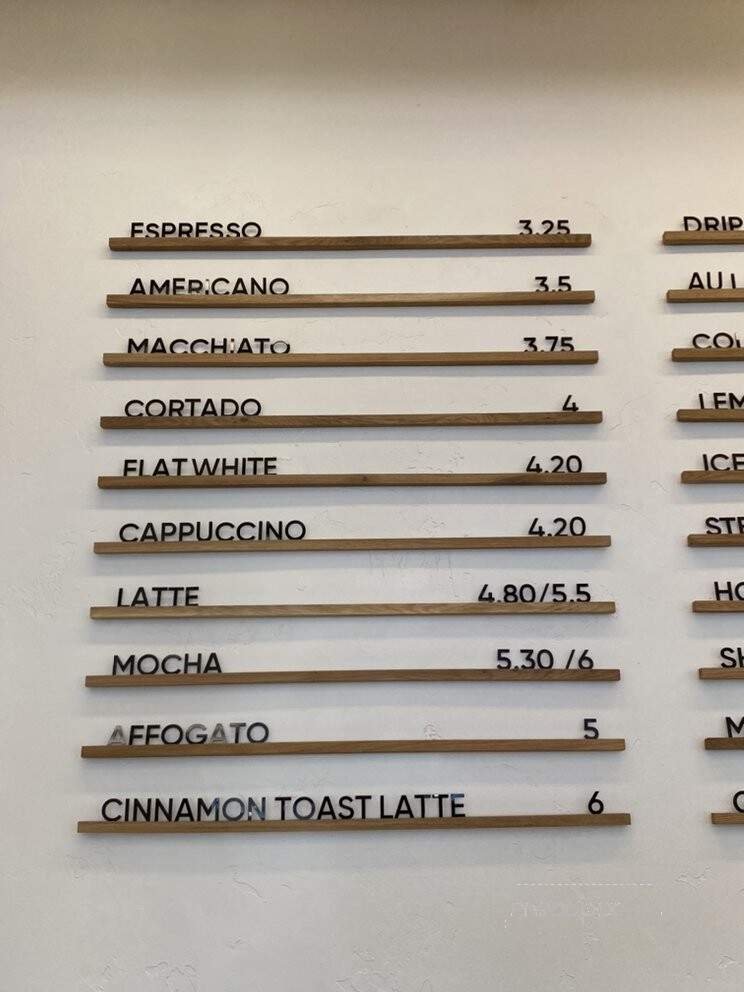 ESPRESSO 3.25
AMERICANO 3.5
MACCHIATO 3.75
CORTADO 4
FLAT WHITE 4.20
CAPPUCCINO 4.20
LATTE 4.80/5.5
MOCHA 5.30 /6
AFFOGATO 5
CINNAMON TOAST LATTE 6
DRIP
AU L